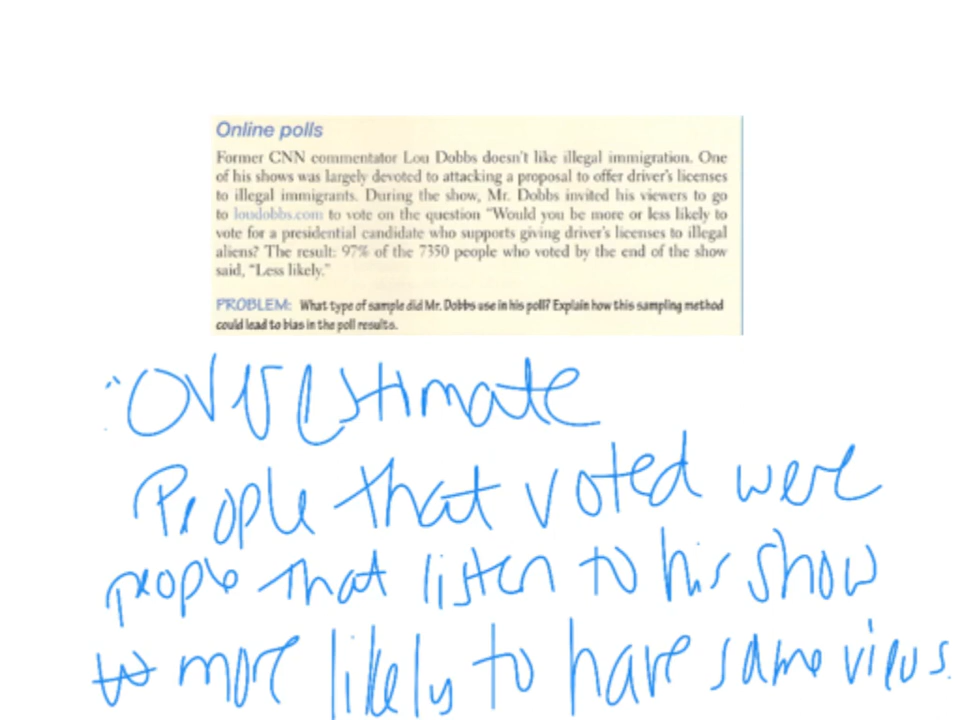 Online polls
Former CNN commentator Lou Dobbs doesn't like illegal immigration. One
of his shows was largely devoted to attacking a proposal to offer driver's licenses
to illegal immigrants. During the show, Mr. Dobbs invited his viewers to go
to loudobbs.com to vote on the question "Would you be more or less likely to
vote for a presidential candidate who supports giving driver's licenses to illegal
aliens? The result: 97% of the 7350 people who voted by the end of the show
said, "Less likely."
PROBLEM: What type of sample did Mr. Dobbs use in his poll? Explain how this sampling method
could lead to bias in the poll results.
Overestimate
People that voted were
people that listen to his show
more likely to have same views.